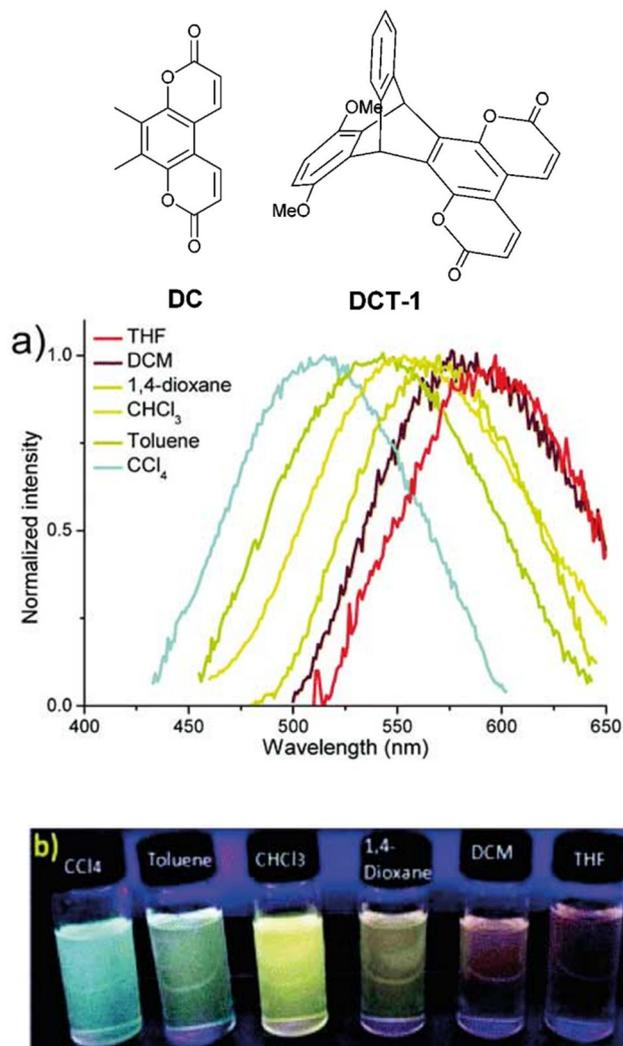 O
O
O
O
DC
OMe
MeO
O
O
O
O
DCT-1
a)
THF
DCM
1,4-dioxane
CHCl₃
Toluene
CCl₄
Normalized intensity
1.0
0.5
0.0
400 450 500 550 600 650
Wavelength (nm)
b)
CCl4
Toluene
CHCl3
1,4-
Dioxane
DCM
THF